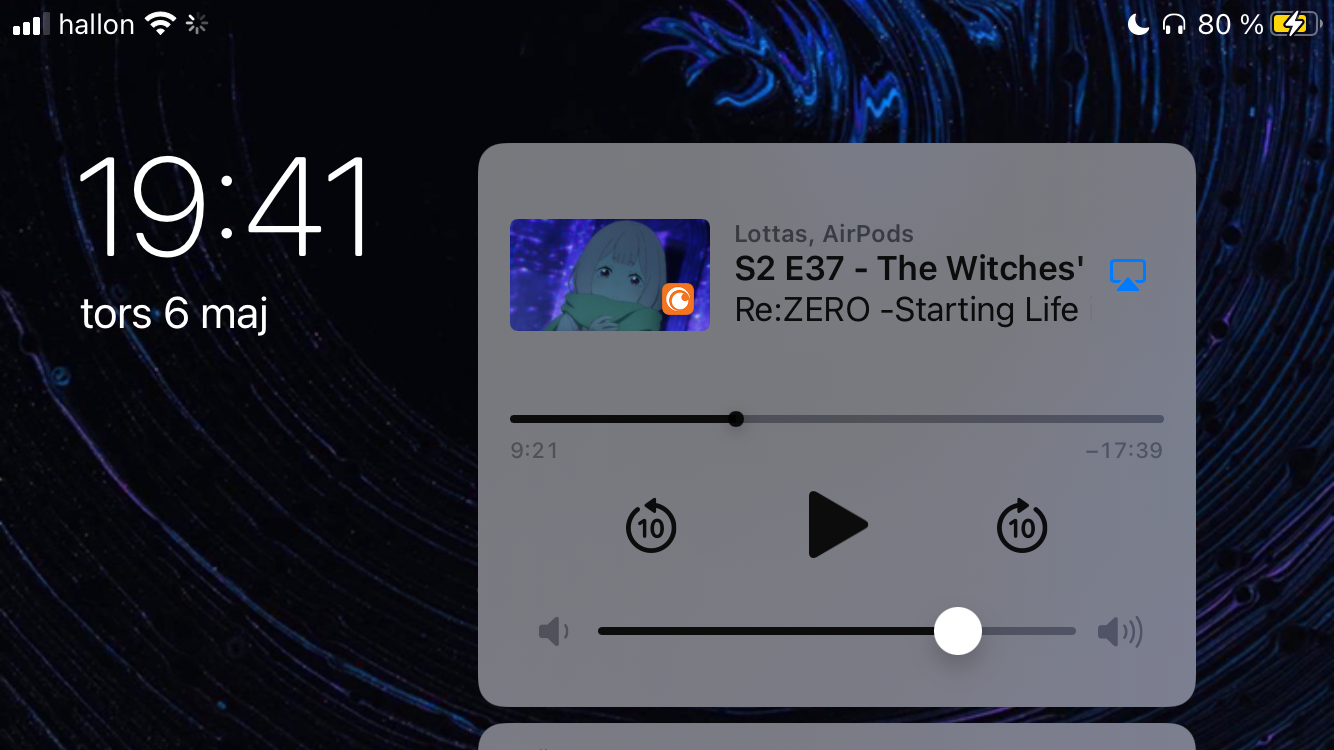 hallon
80 %
19:41
tors 6 maj
Lottas, AirPods
S2 E37 - The Witches'
Re:ZERO -Starting Life
9:21
−17:39
10
10